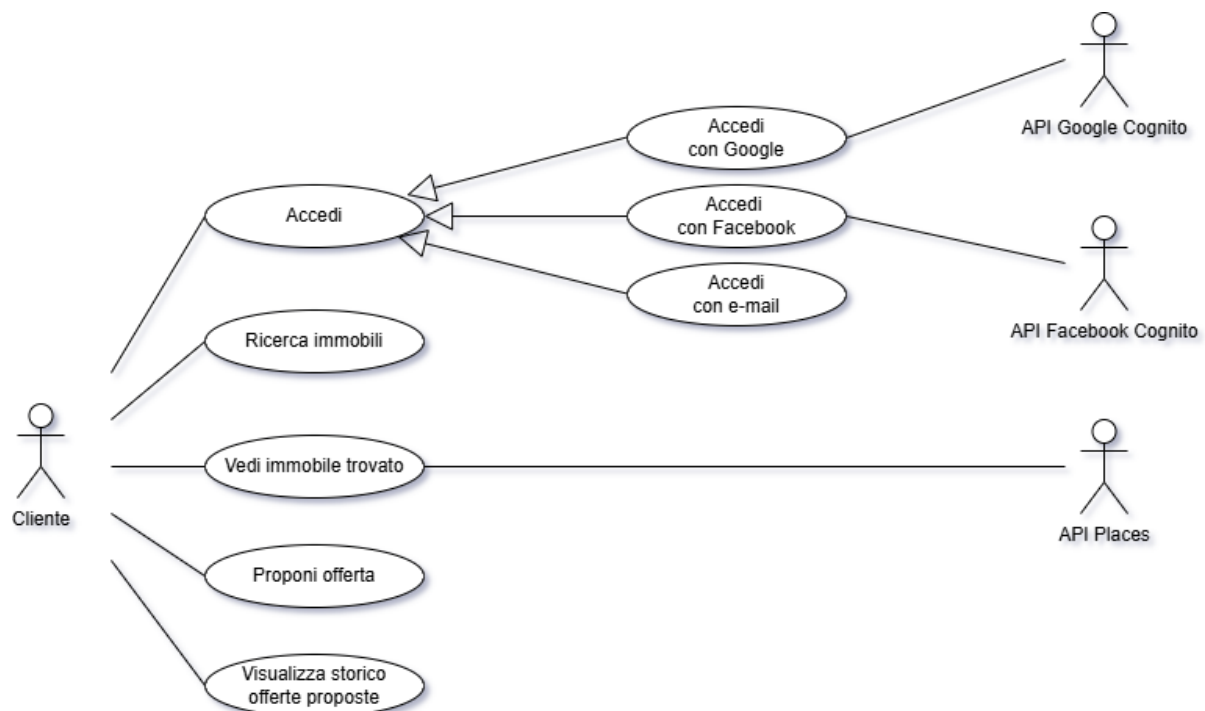 API Google Cognito
Accedi
con Google
Accedi
Accedi
con Facebook
Accedi
con e-mail
API Facebook Cognito
Ricerca immobili
Vedi immobile trovato
Cliente
API Places
Proponi offerta
Visualizza storico
offerte proposte